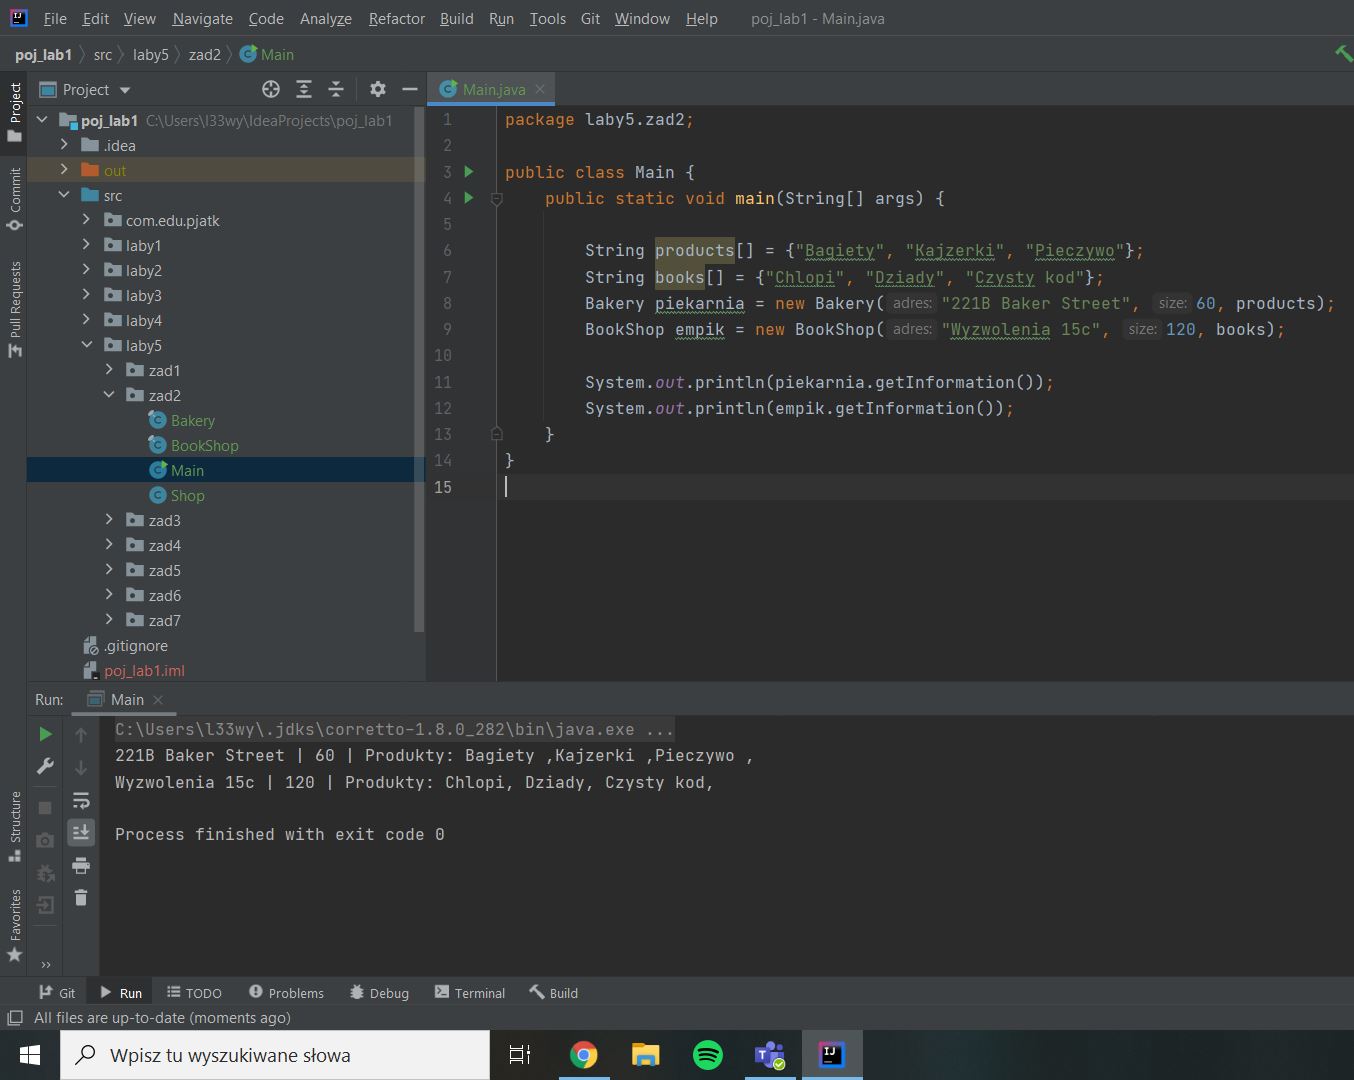 File Edit View Navigate Code Analyze Refactor Build Run Tools Git Window Help poj_lab1 - Main.java
poj_lab1 src laby5 zad2 Main
Project
Main.java
Project
Commit
Pull Requests
Structure
Favorites
poj_lab1 C:\Users\l33wy\IdeaProjects\poj_lab1
.idea
out
src
com.edu.pjatk
laby1
laby2
laby3
laby4
laby5
zad1
zad2
Bakery
BookShop
Main
Shop
zad3
zad4
zad5
zad6
zad7
.gitignore
poj_lab1.iml
1 package laby5.zad2;
2
3 public class Main {
4 public static void main(String[] args) {
5
6 String products[] = {"Bagiety", "Kajzerki", "Pieczywo"};
7 String books[] = {"Chlopi", "Dziady", "Czysty kod"};
8 Bakery piekarnia = new Bakery( adres: "221B Baker Street", size: 60, products);
9 BookShop empik = new BookShop( adres: "Wyzwolenia 15c", size: 120, books);
10
11 System.out.println(piekarnia.getInformation());
12 System.out.println(empik.getInformation());
13 }
14 }
15
Run: Main
C:\Users\l33wy\.jdks\corretto-1.8.0_282\bin\java.exe ...
221B Baker Street | 60 | Produkty: Bagiety ,Kajzerki ,Pieczywo ,
Wyzwolenia 15c | 120 | Produkty: Chlopi, Dziady, Czysty kod,
Process finished with exit code 0
Git Run TODO Problems Debug Terminal Build
All files are up-to-date (moments ago)
Wpisz tu wyszukiwane słowa